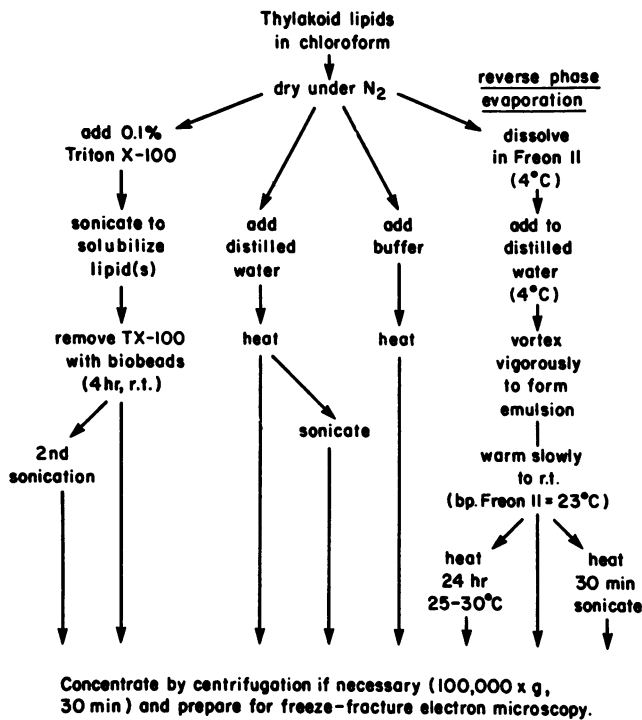 Thylakoid lipids
in chloroform
dry under N2
reverse phase
evaporation
add 0.1%
Triton X-100
sonicate to
solubilize
lipid(s)
remove TX-100
with biobeads
(4hr, r.t.)
2nd
sonication
add
distilled
water
heat
sonicate
add
buffer
heat
dissolve
in Freon II
(4°C)
add to
distilled
water
(4°C)
vortex
vigorously
to form
emulsion
warm slowly
to r.t.
(bp. Freon II = 23°C)
heat
24 hr
25-30°C
heat
30 min
sonicate
Concentrate by centrifugation if necessary (100,000 x g,
30 min) and prepare for freeze-fracture electron microscopy.